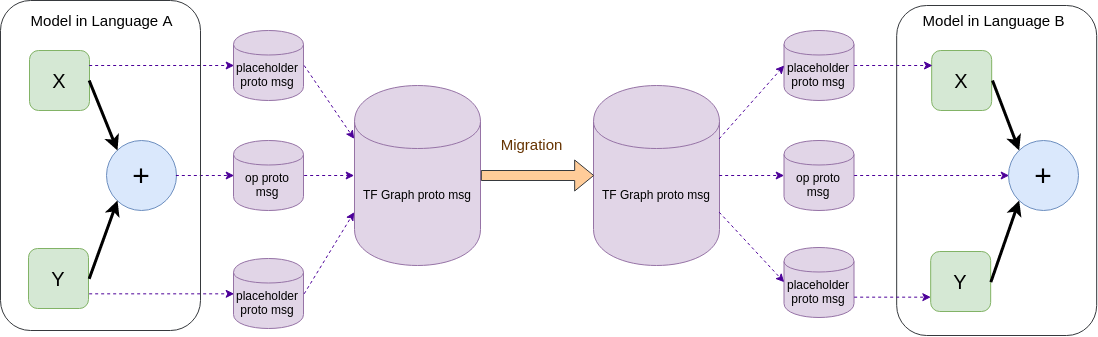 Model in Language A
X
+
Y
placeholder
proto msg
op proto
msg
placeholder
proto msg
TF Graph proto msg
Migration
TF Graph proto msg
placeholder
proto msg
op proto
msg
placeholder
proto msg
Model in Language B
X
+
Y